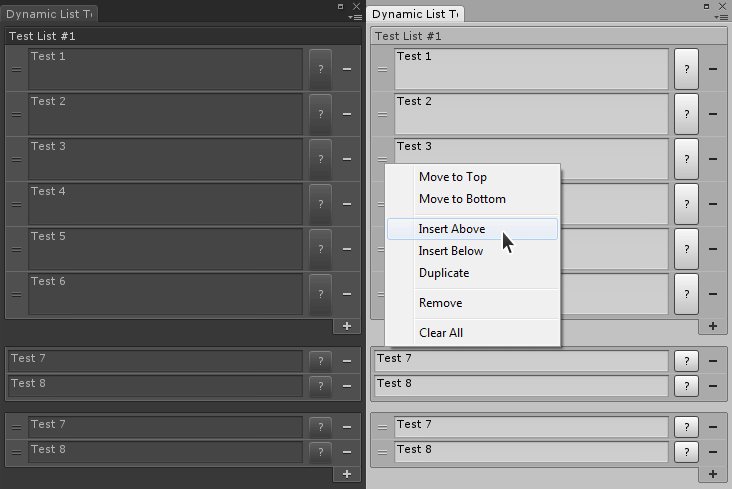 Dynamic List Te
Test List #1
Test 1
?
Test 2
?
Test 3
?
Test 4
?
Test 5
?
Test 6
?
Test 7
?
Test 8
?
Test 7
?
Test 8
?
Dynamic List Te
Test List #1
Test 1
?
Test 2
?
Test 3
?
Move to Top
Move to Bottom
?
Insert Above
Insert Below
?
Duplicate
?
Remove
Clear All
Test 7
?
Test 8
?
Test 7
?
Test 8
?